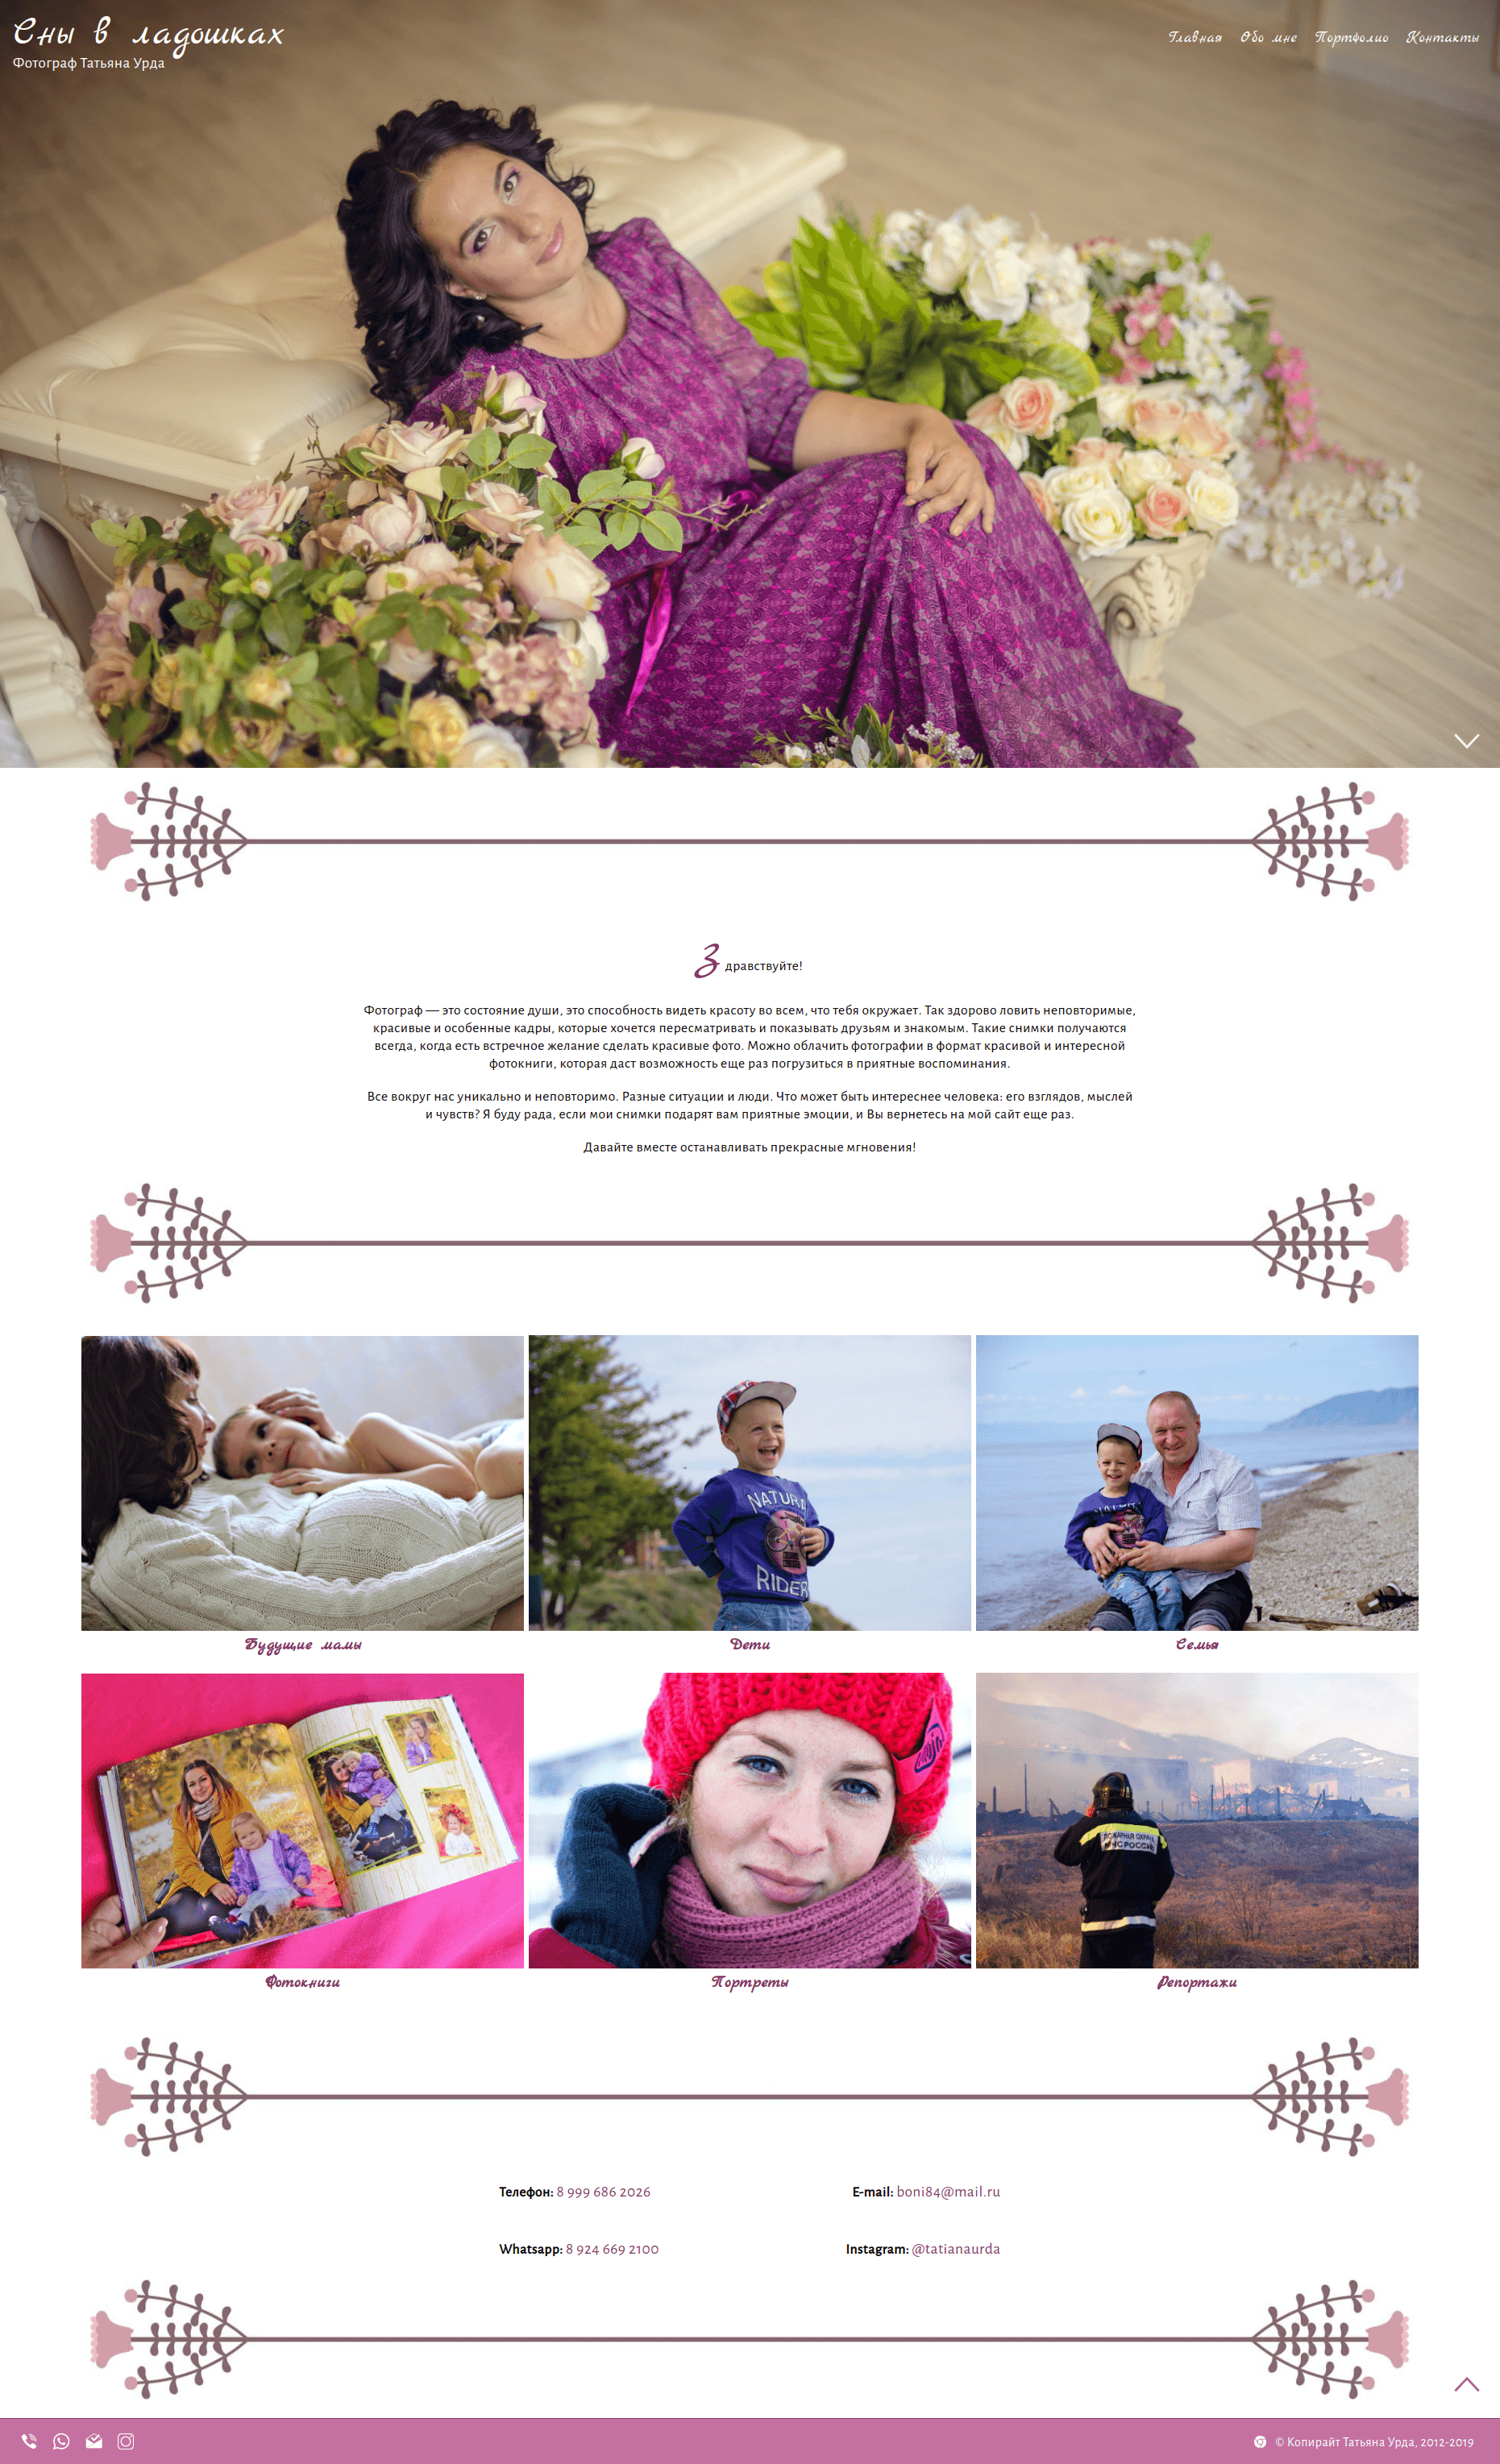 Сны в ладошках
Фотограф Татьяна Урда
Главная Обо мне Портфолио Контакты
Здравствуйте!
Фотограф — это состояние души, это способность видеть красоту во всем, что тебя окружает. Так здорово ловить неповторимые,
красивые и особенные кадры, которые хочется пересматривать и показывать друзьям и знакомым. Такие снимки получаются
всегда, когда есть встречное желание сделать красивые фото. Можно облачить фотографии в формат красивой и интересной
фотокниги, которая даст возможность еще раз погрузиться в приятные воспоминания.
Все вокруг нас уникально и неповторимо. Разные ситуации и люди. Что может быть интереснее человека: его взглядов, мыслей
и чувств? Я буду рада, если мои снимки подарят вам приятные эмоции, и Вы вернетесь на мой сайт еще раз.
Давайте вместе останавливать прекрасные мгновения!
NATURA
RIDER
Будущие мамы
Дети
Семья
ПОЖАРНАЯ ОХРАНА
МЧС РОССИИ
Фотокниги
Портреты
Репортажи
Телефон: 8 999 686 2026
E-mail: boni84@mail.ru
Whatsapp: 8 924 669 2100
Instagram: @tatianaurda
© Копирайт Татьяна Урда, 2012-2019